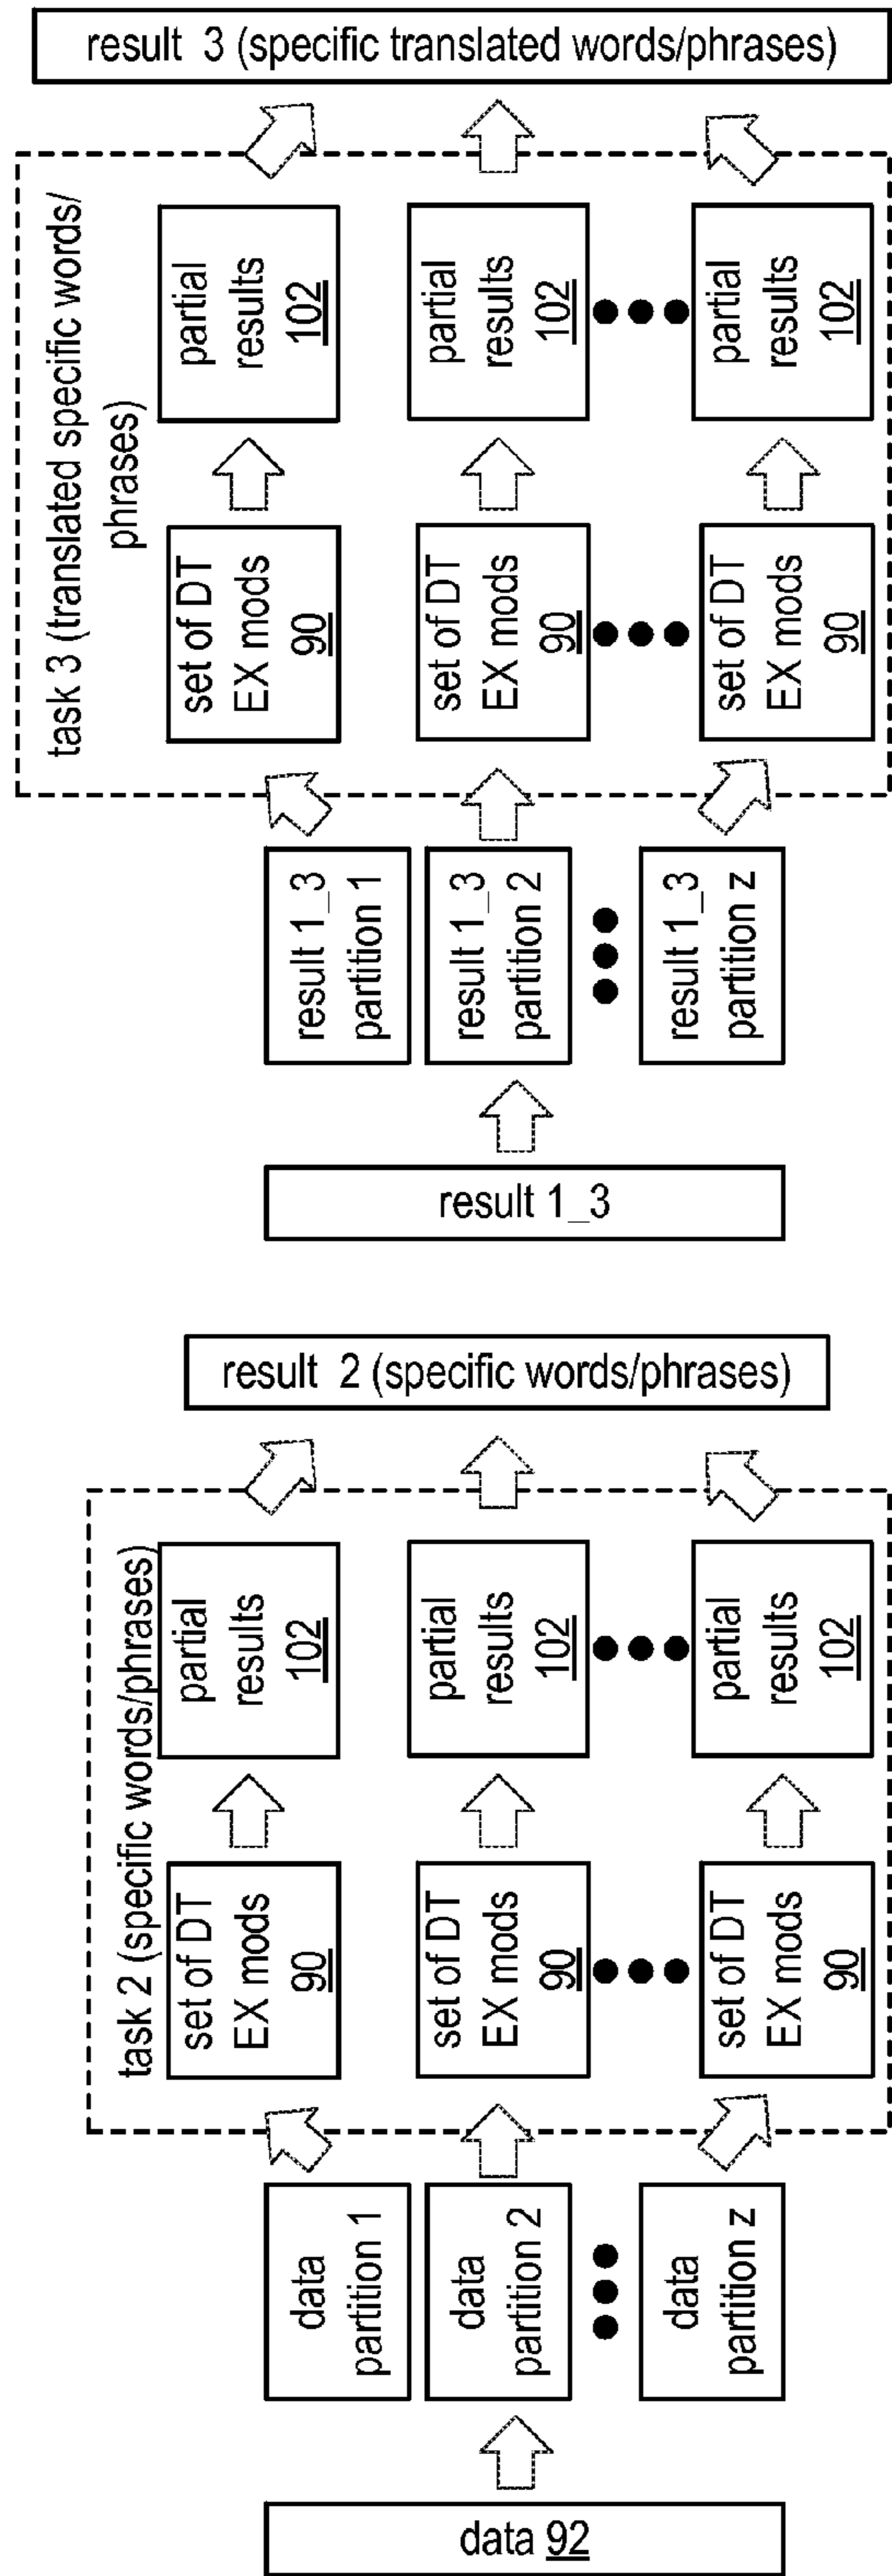 data 92
data
partition 1
data
partition 2
data
partition z
task 2 (specific words/phrases)
set of DT
EX mods
90
set of DT
EX mods
90
set of DT
EX mods
90
partial
results
102
partial
results
102
partial
results
102
result 2 (specific words/phrases)
result 1_3
result 1_3
partition 1
result 1_3
partition 2
result 1_3
partition z
task 3 (translated specific words/
phrases)
set of DT
EX mods
90
set of DT
EX mods
90
set of DT
EX mods
90
partial
results
102
partial
results
102
partial
results
102
result 3 (specific translated words/phrases)